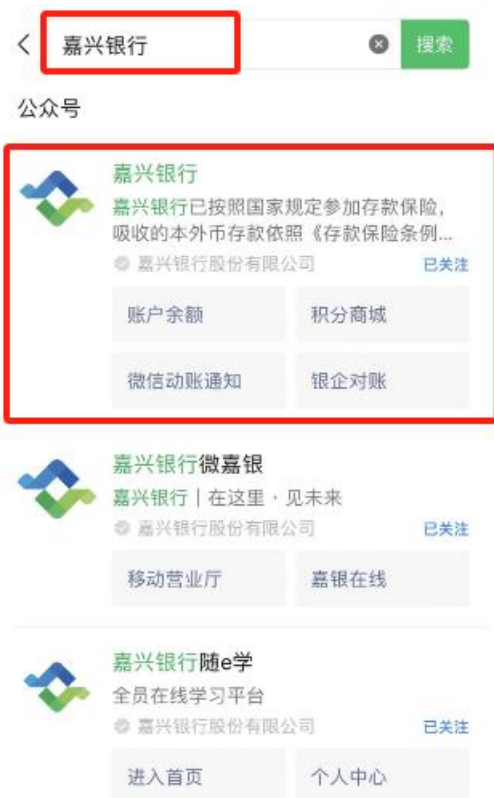 嘉兴银行
搜索
公众号
嘉兴银行
嘉兴银行已按照国家规定参加存款保险，
吸收的本外币存款依照《存款保险条例...
嘉兴银行股份有限公司 已关注
账户余额 积分商城
微信动账通知 银企对账
嘉兴银行微嘉银
嘉兴银行｜在这里·见未来
嘉兴银行股份有限公司 已关注
移动营业厅 嘉银在线
嘉兴银行随e学
全员在线学习平台
嘉兴银行股份有限公司 已关注
进入首页 个人中心